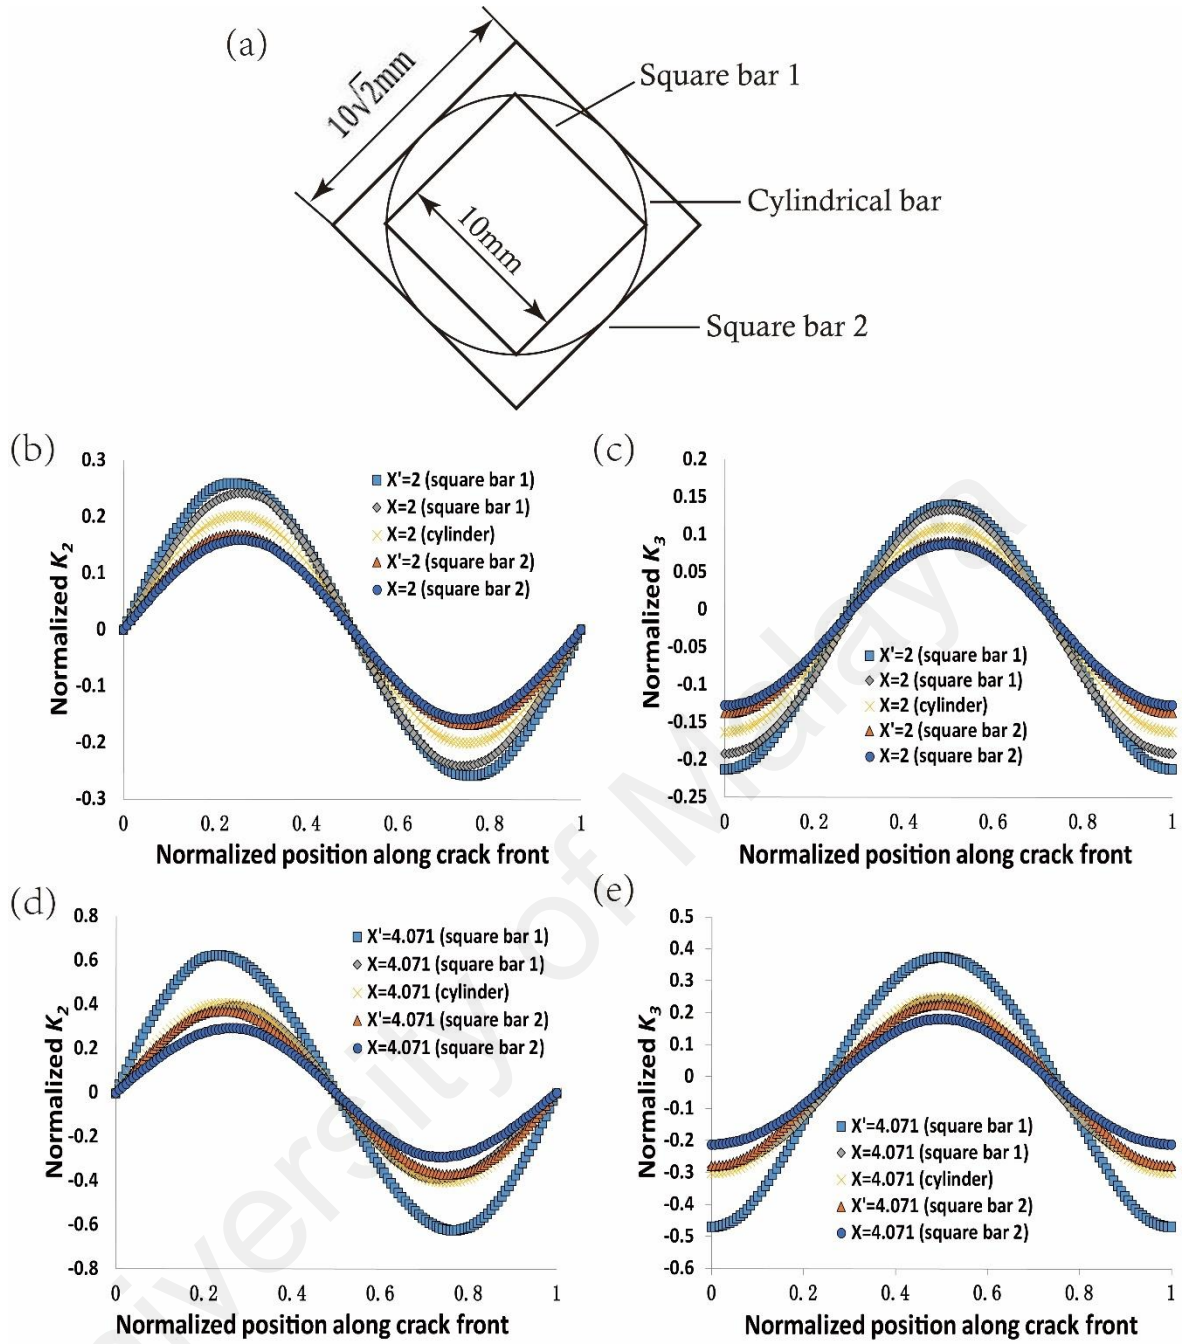 (a)
10√2mm
10mm
Square bar 1
Cylindrical bar
Square bar 2
(b)
Normalized K2
0.3
0.2
0.1
0
-0.1
-0.2
-0.3
X'=2 (square bar 1)
X=2 (square bar 1)
X=2 (cylinder)
X'=2 (square bar 2)
X=2 (square bar 2)
0 0.2 0.4 0.6 0.8 1
Normalized position along crack front
(c)
Normalized K3
0.2
0.15
0.1
0.05
0
-0.05
-0.1
-0.15
-0.2
-0.25
X'=2 (square bar 1)
X=2 (square bar 1)
X=2 (cylinder)
X'=2 (square bar 2)
X=2 (square bar 2)
0 0.2 0.4 0.6 0.8 1
Normalized position along crack front
(d)
Normalized K2
0.8
0.6
0.4
0.2
0
-0.2
-0.4
-0.6
-0.8
X'=4.071 (square bar 1)
X=4.071 (square bar 1)
X=4.071 (cylinder)
X'=4.071 (square bar 2)
X=4.071 (square bar 2)
0 0.2 0.4 0.6 0.8 1
Normalized position along crack front
(e)
Normalized K3
0.5
0.4
0.3
0.2
0.1
0
-0.1
-0.2
-0.3
-0.4
-0.5
-0.6
X'=4.071 (square bar 1)
X=4.071 (square bar 1)
X=4.071 (cylinder)
X'=4.071 (square bar 2)
X=4.071 (square bar 2)
0 0.2 0.4 0.6 0.8 1
Normalized position along crack front
iversity of Malaya